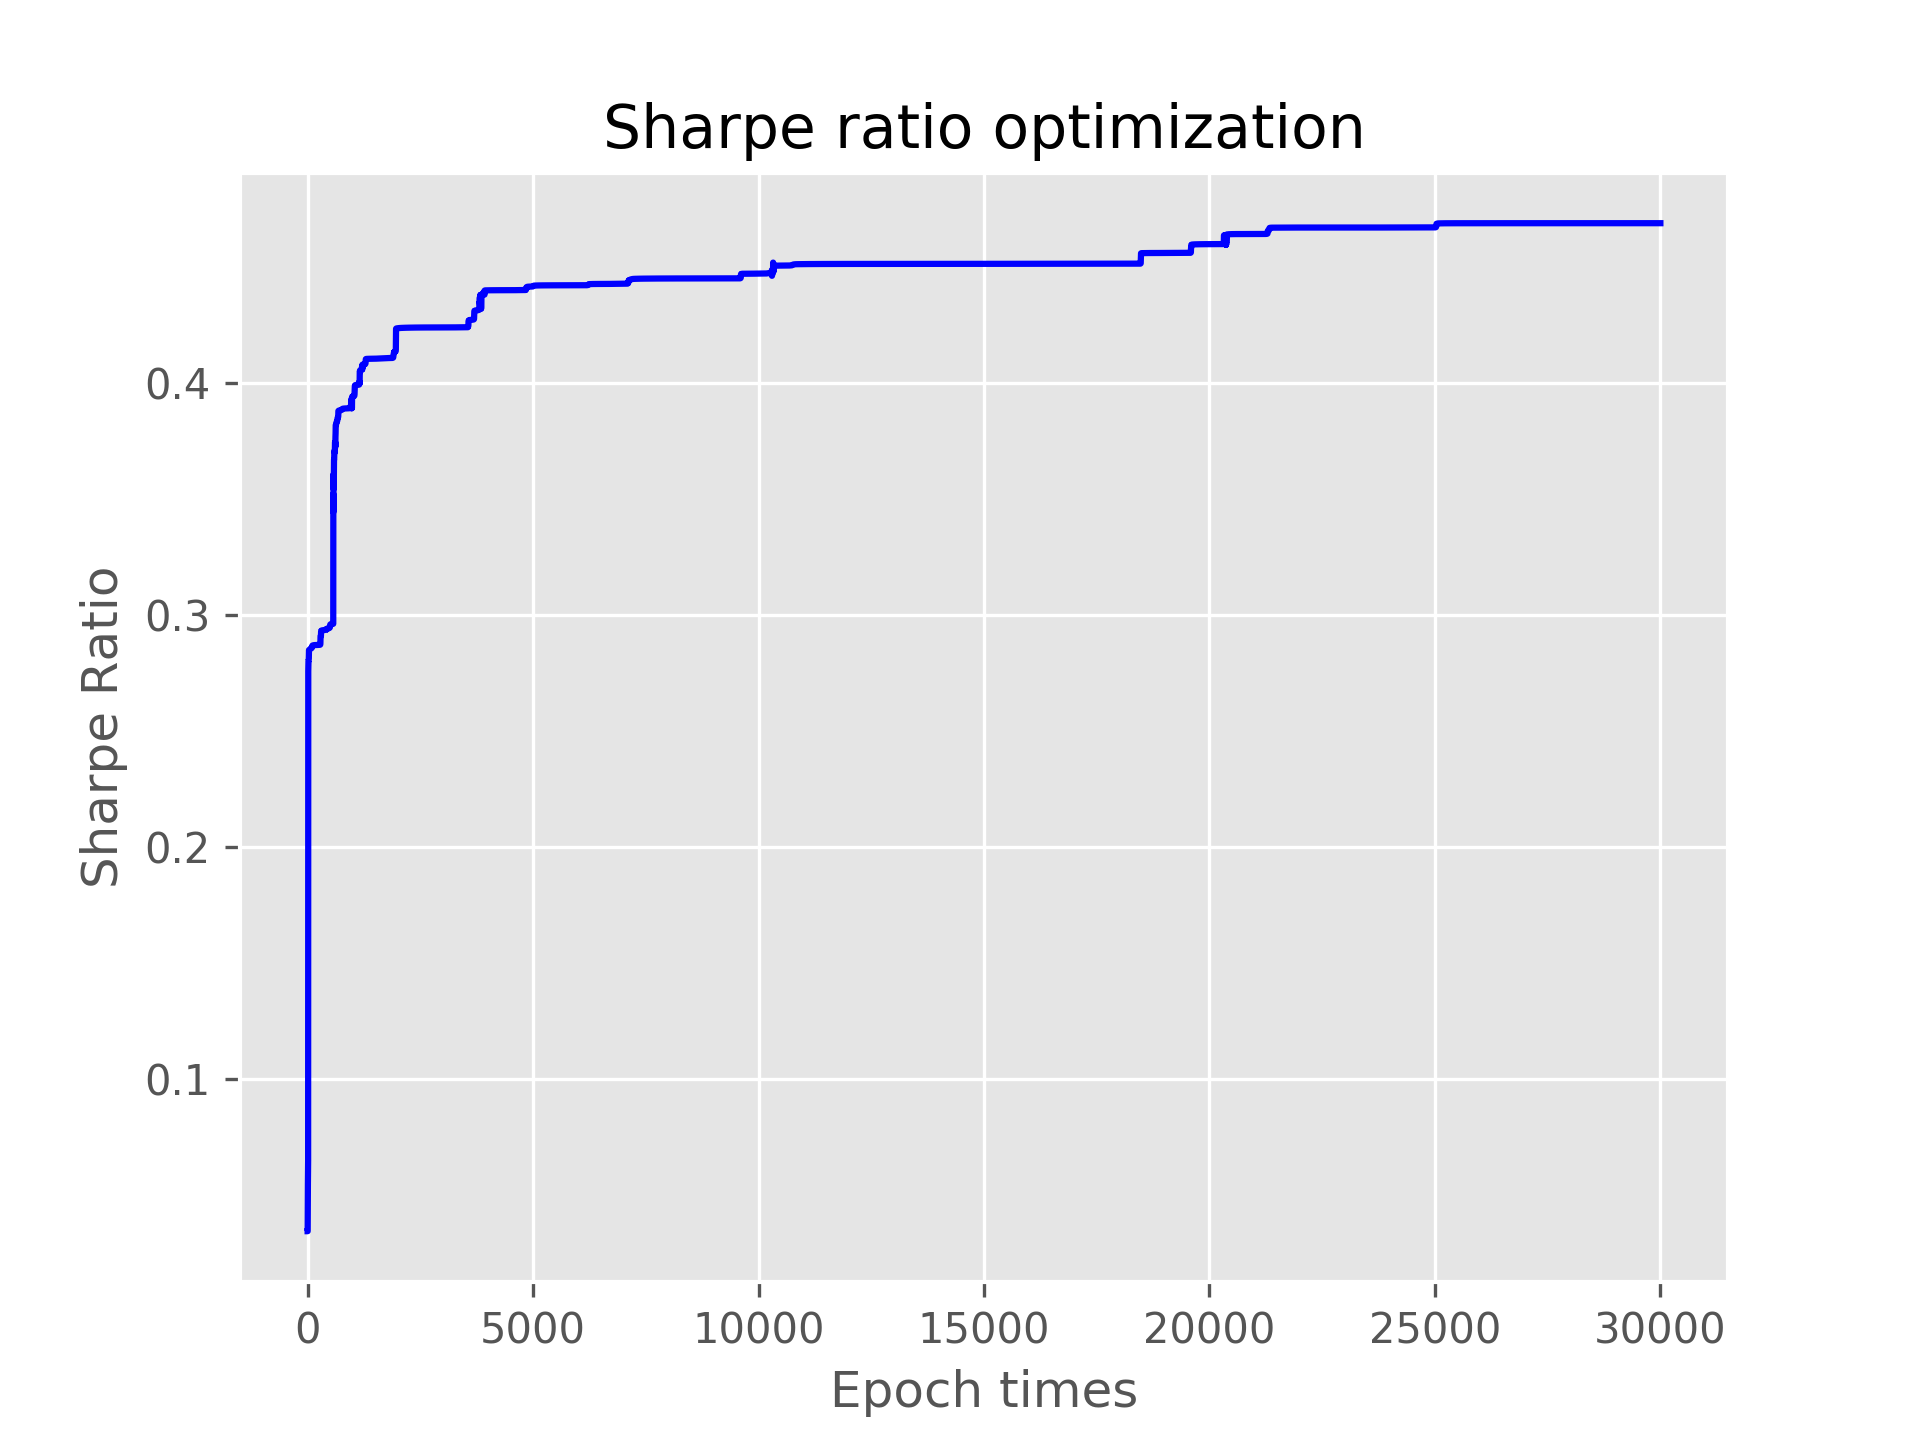 Sharpe ratio optimization
Sharpe Ratio
0.4
0.3
0.2
0.1
0 5000 10000 15000 20000 25000 30000
Epoch times